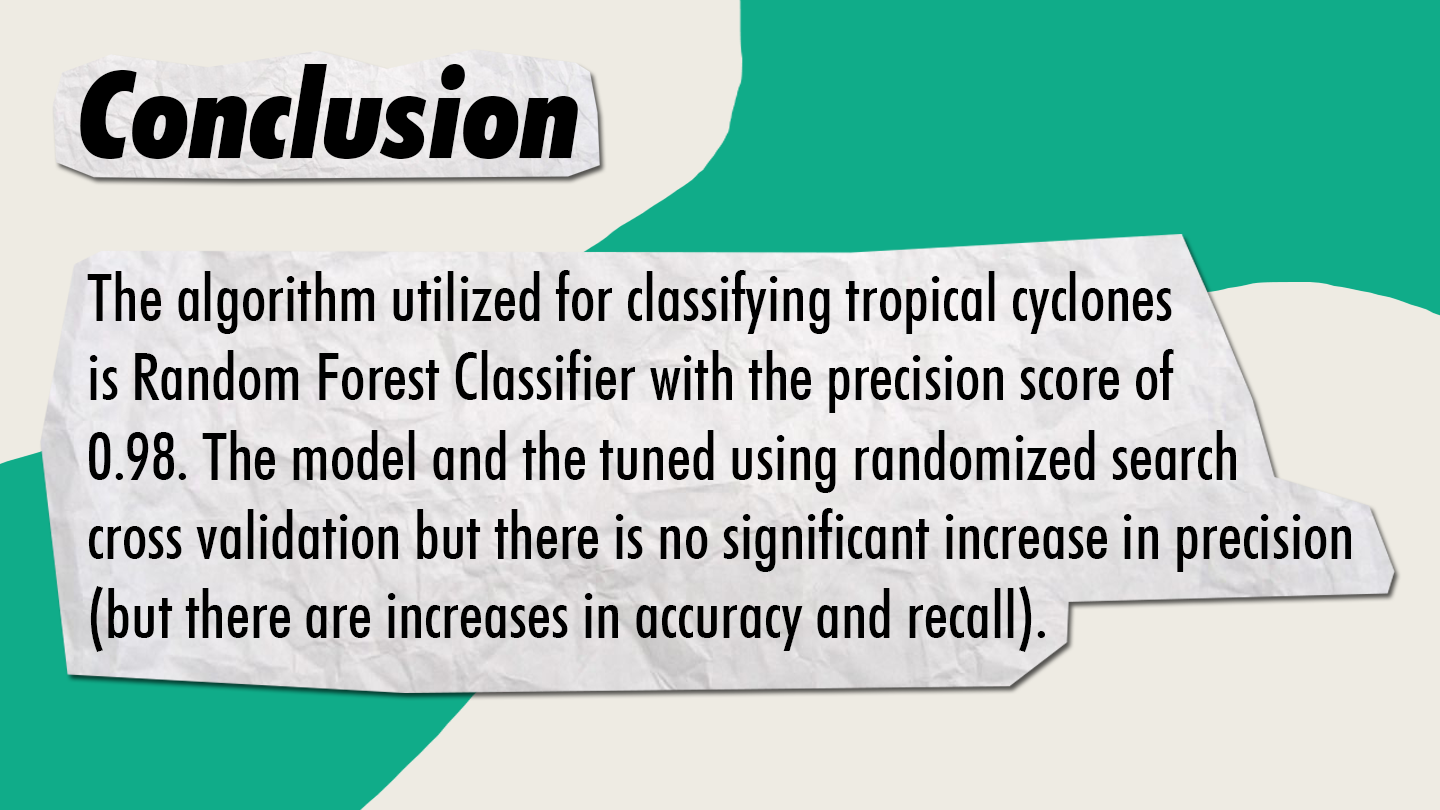 Conclusion
The algorithm utilized for classifying tropical cyclones
is Random Forest Classifier with the precision score of
0.98. The model and the tuned using randomized search
cross validation but there is no significant increase in precision
(but there are increases in accuracy and recall).